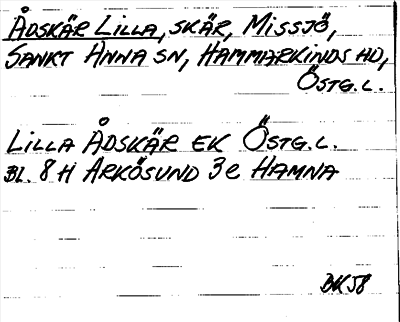 ÅDSKÄR LILLA, SKÄR, MISSJÖ,
SANKT ANNA SN, HAMMARKINDS HD,
ÖSTG.L.
LILLA ÅDSKÄR EK ÖSTG.L.
BL. 8 H ARKÖSUND 3e HAMNA
BK58